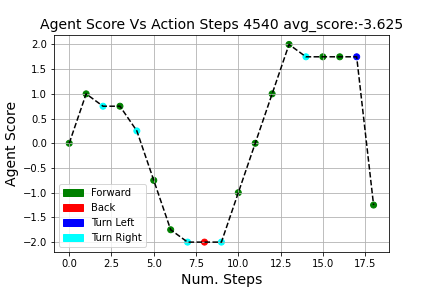 Agent Score Vs Action Steps 4540 avg_score:-3.625
Agent Score
2.0
1.5
1.0
0.5
0.0
−0.5
−1.0
−1.5
−2.0
Forward
Back
Turn Left
Turn Right
0.0 2.5 5.0 7.5 10.0 12.5 15.0 17.5
Num. Steps